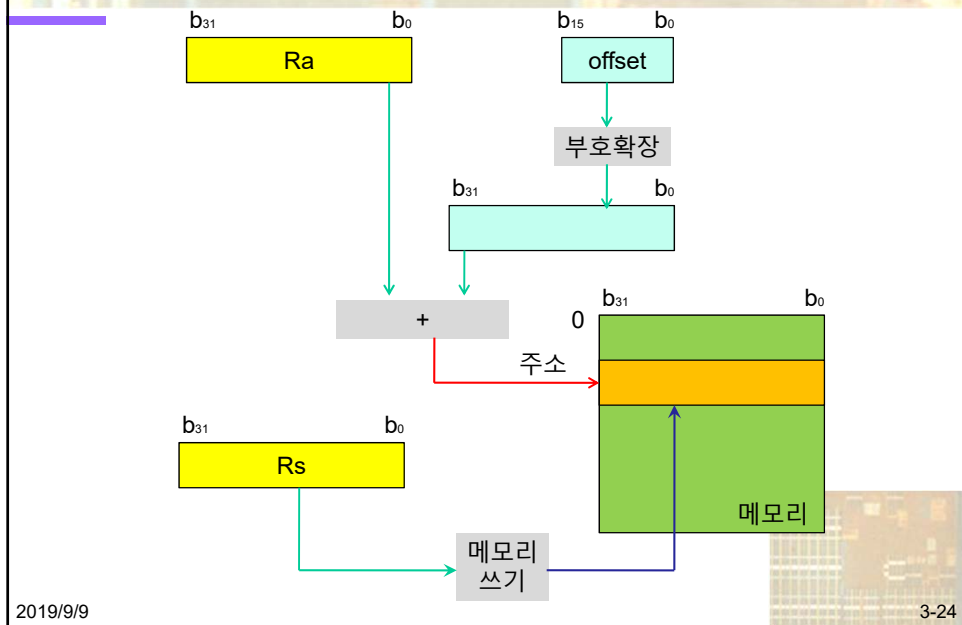 b31 b0
b15 b0
Ra
offset
부호확장
b31 b0
+
b31 b0
0
주소
b31 b0
Rs
메모리
메모리
쓰기
2019/9/9
3-24